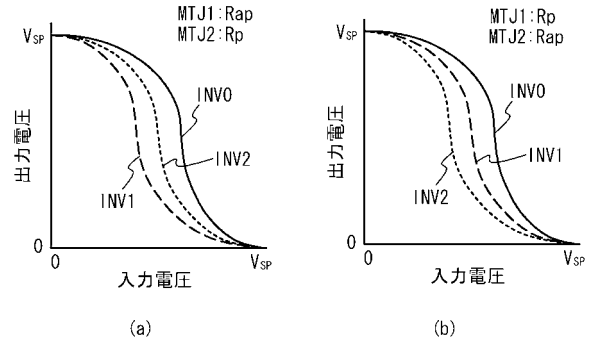 MTJ1:Rap
MTJ2:Rp
VSP
INV0
INV2
INV1
出力電圧
0
0
VSP
入力電圧
(a)
MTJ1:Rp
MTJ2:Rap
VSP
INV0
INV1
INV2
出力電圧
0
0
VSP
入力電圧
(b)